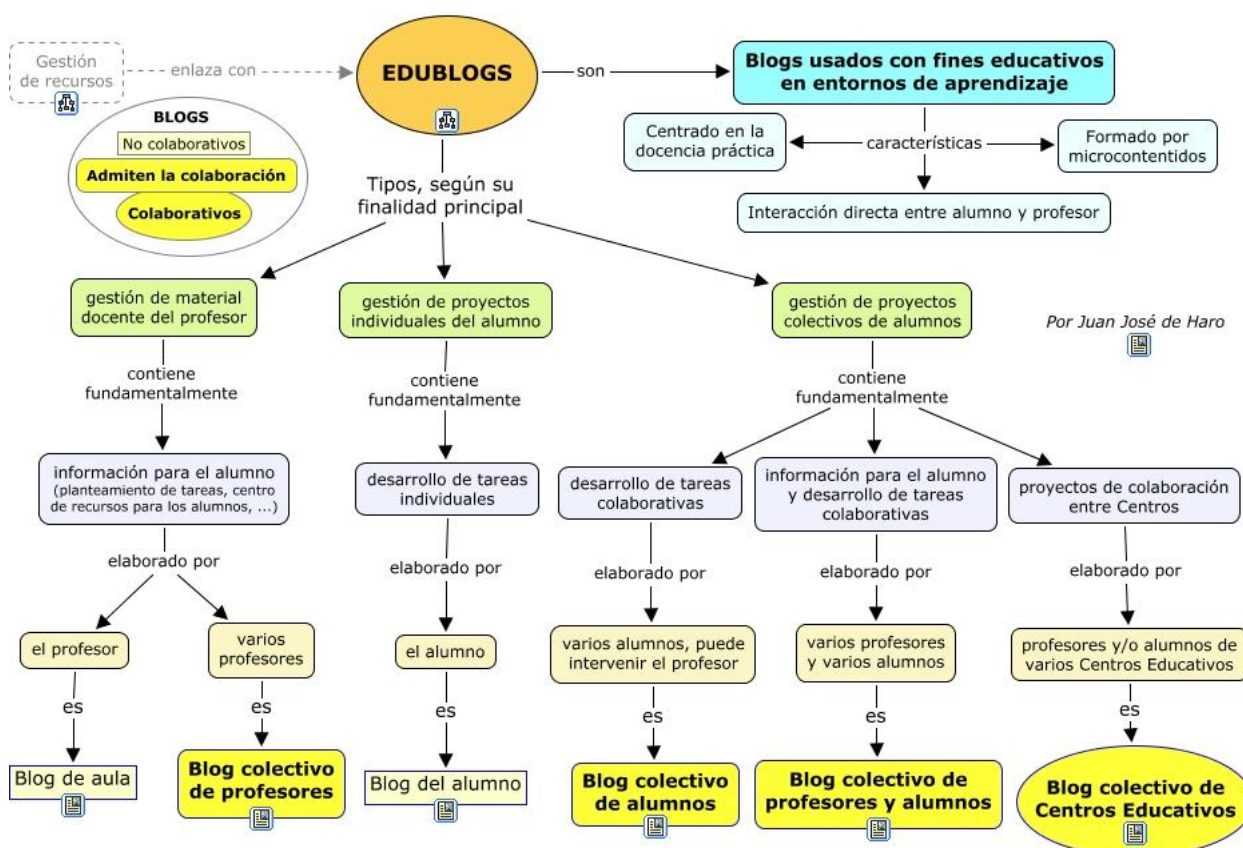 Gestión
de recursos
enlaza con
EDUBLOGS
son
Blogs usados con fines educativos
en entornos de aprendizaje
BLOGS
No colaborativos
Admiten la colaboración
Colaborativos
Centrado en la
docencia práctica
características
Formado por
microcontenidos
Interacción directa entre alumno y profesor
Tipos, según su
finalidad principal
gestión de material
docente del profesor
gestión de proyectos
individuales del alumno
gestión de proyectos
colectivos de alumnos
Por Juan José de Haro
contiene
fundamentalmente
contiene
fundamentalmente
contiene
fundamentalmente
información para el alumno
(planteamiento de tareas, centro
de recursos para los alumnos, ...)
desarrollo de tareas
individuales
desarrollo de tareas
colaborativas
información para el alumno
y desarrollo de tareas
colaborativas
proyectos de colaboración
entre Centros
elaborado por
elaborado por
elaborado por
elaborado por
elaborado por
el profesor
varios
profesores
el alumno
varios alumnos, puede
intervenir el profesor
varios profesores
y varios alumnos
profesores y/o alumnos de
varios Centros Educativos
es
es
es
es
es
es
Blog de aula
Blog colectivo
de profesores
Blog del alumno
Blog colectivo
de alumnos
Blog colectivo de
profesores y alumnos
Blog colectivo de
Centros Educativos